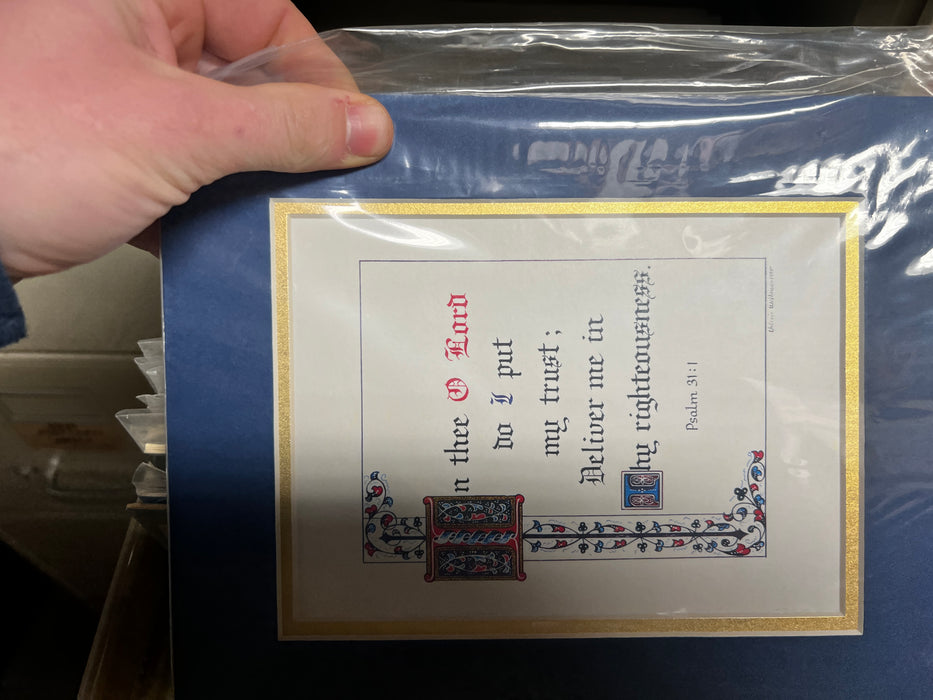 In thee O Lord
do I put
my trust;
Deliver me in
Thy righteousness.
Psalm 31:1